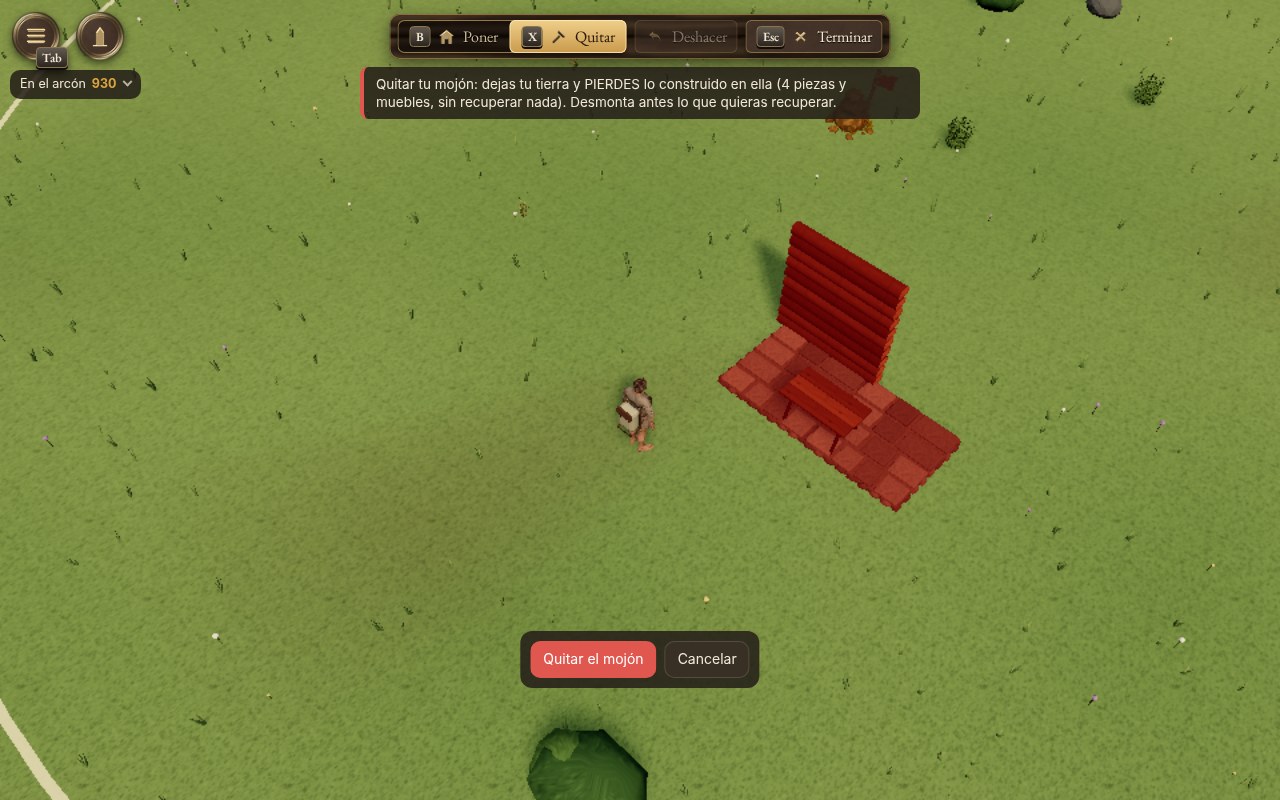 B Poner X Quitar Deshacer Esc Terminar
Tab
En el arcón 930
Quitar tu mojón: dejas tu tierra y PIERDES lo construido en ella (4 piezas y
muebles, sin recuperar nada). Desmonta antes lo que quieras recuperar.
Quitar el mojón Cancelar